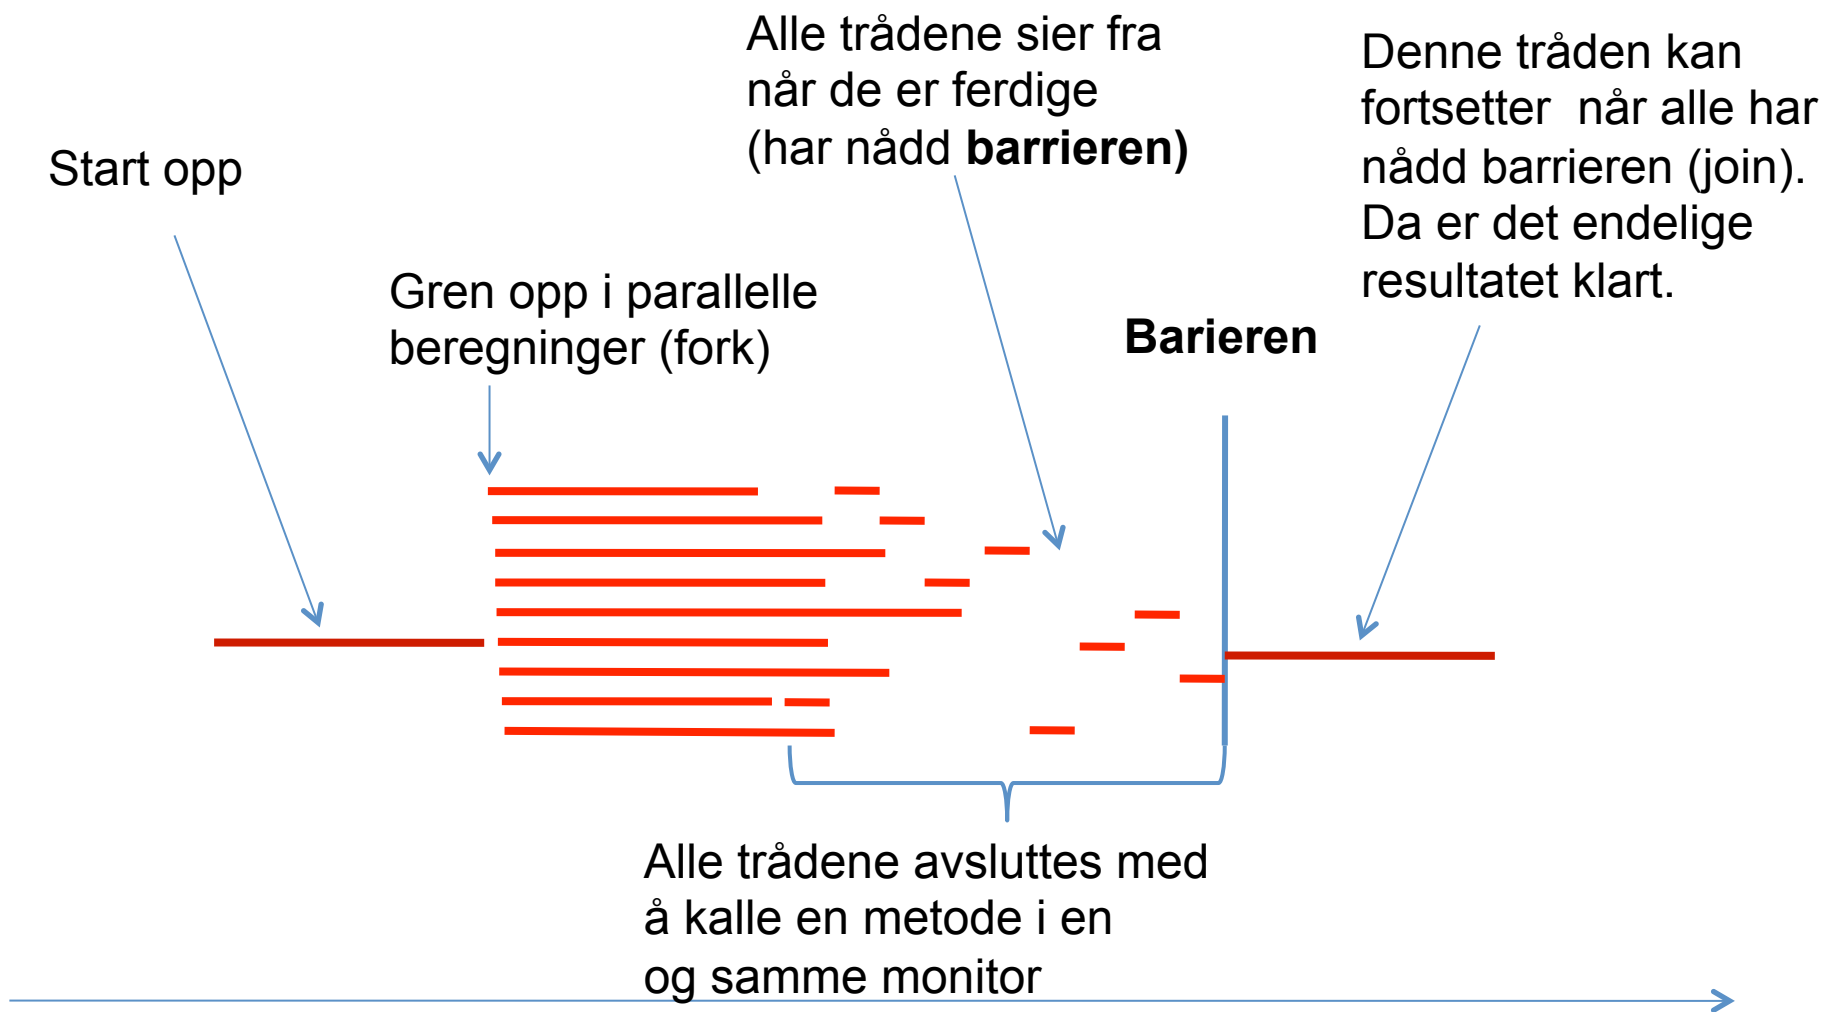 Start opp
Gren opp i parallelle
beregninger (fork)
Alle trådene sier fra
når de er ferdige
(har nådd barrieren)
Barieren
Denne tråden kan
fortsetter når alle har
nådd barrieren (join).
Da er det endelige
resultatet klart.
Alle trådene avsluttes med
å kalle en metode i en
og samme monitor